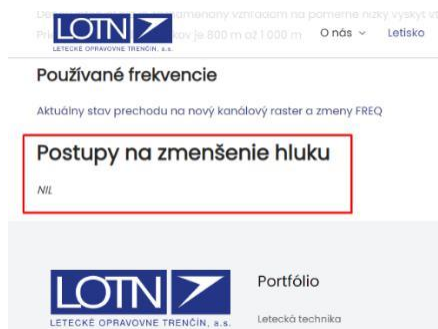 LOTN
LETECKÉ OPRAVOVNE TRENČÍN, a.s.
O nás
Letisko
je 800 m až 1 000 m
Používané frekvencie
Aktuálny stav prechodu na nový kanálový raster a zmeny FREQ
Postupy na zmenšenie hluku
NIL
LOTN
LETECKÉ OPRAVOVNE TRENČÍN, a.s.
Portfólio
Letecká technika